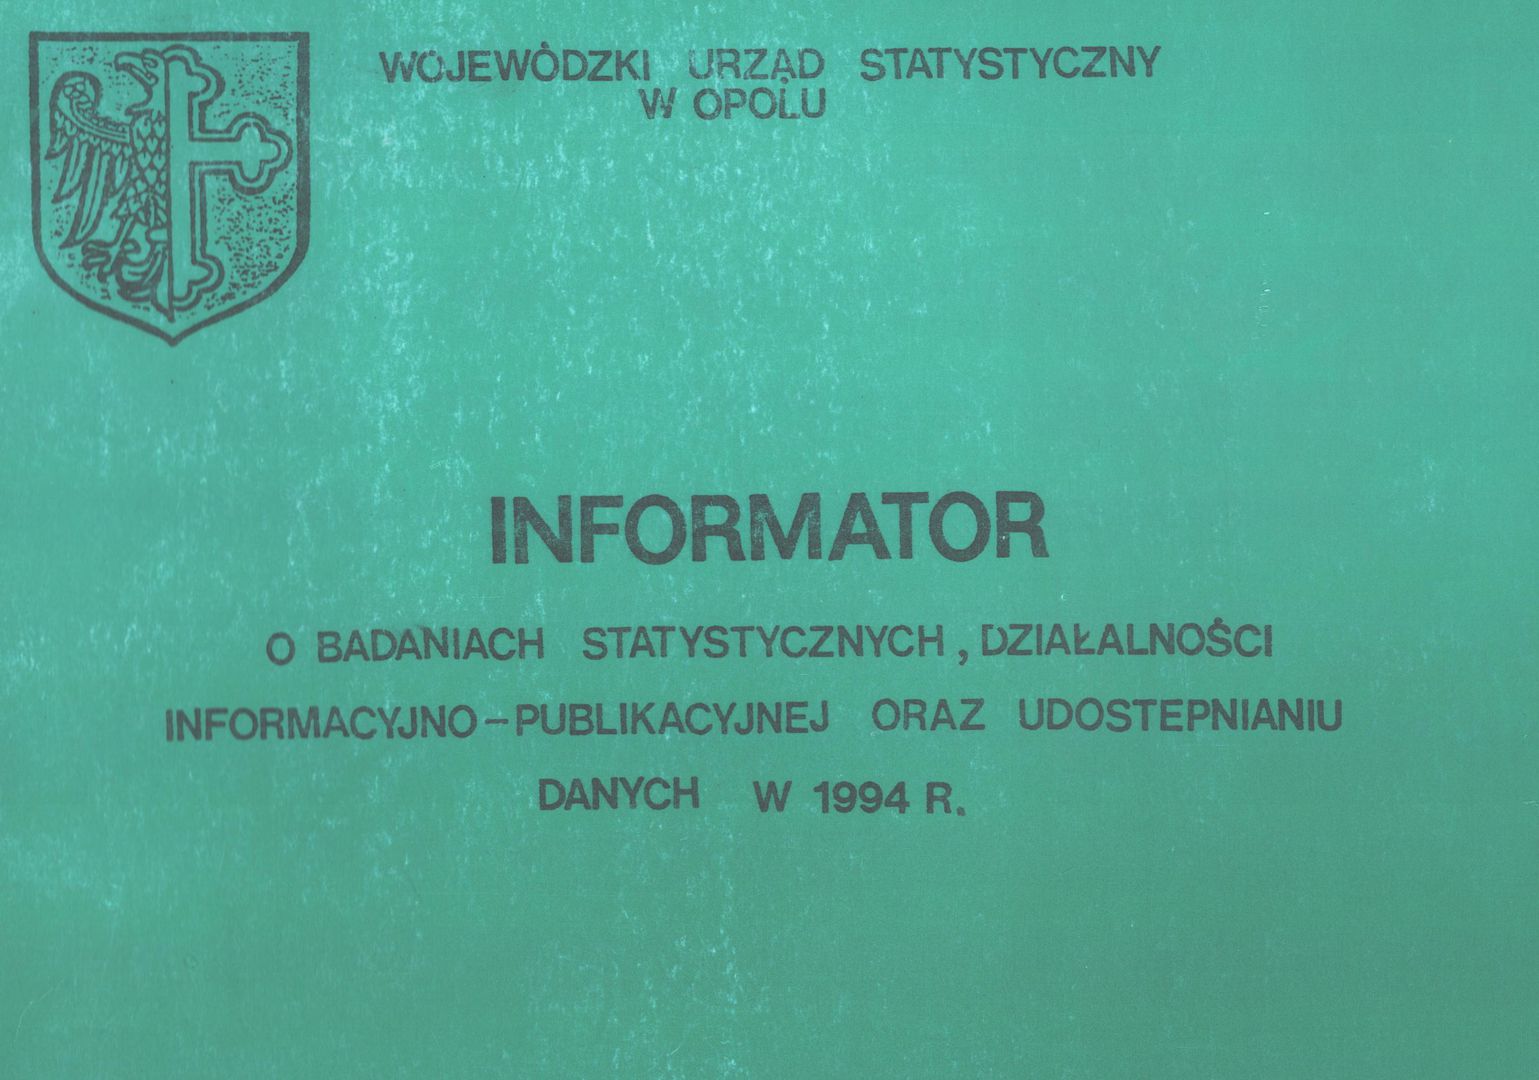 WOJEWÓDZKI URZĄD STATYSTYCZNY
W OPOLU
INFORMATOR
O BADANIACH STATYSTYCZNYCH, DZIAŁALNOŚCI
INFORMACYJNO-PUBLIKACYJNEJ ORAZ UDOSTEPNIANIU
DANYCH W 1994 R.